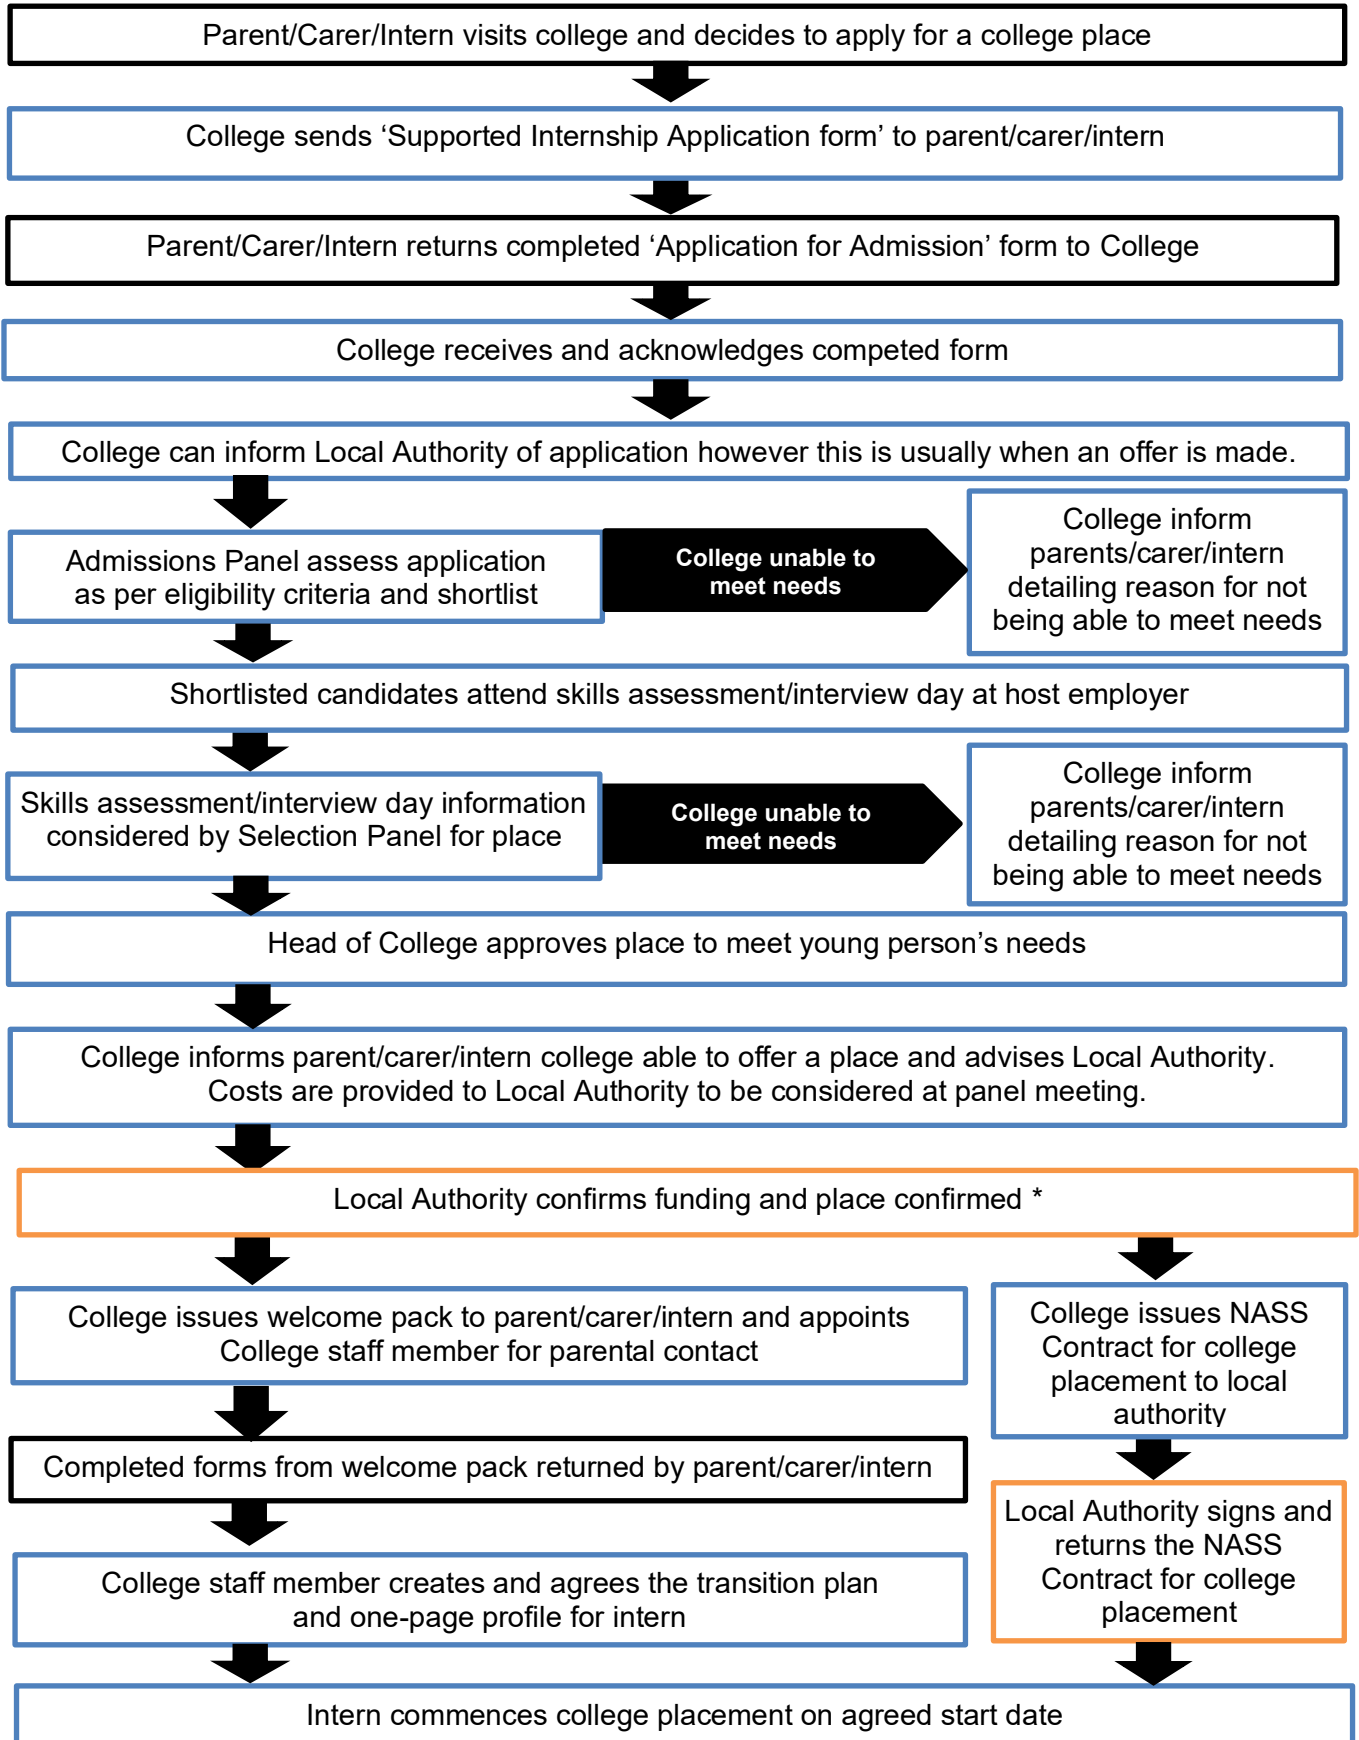 Parent/Carer/Intern visits college and decides to apply for a college place
College sends ‘Supported Internship Application form’ to parent/carer/intern
Parent/Carer/Intern returns completed ‘Application for Admission’ form to College
College receives and acknowledges competed form
College can inform Local Authority of application however this is usually when an offer is made.
Admissions Panel assess application
as per eligibility criteria and shortlist
College unable to
meet needs
College inform
parents/carer/intern
detailing reason for not
being able to meet needs
Shortlisted candidates attend skills assessment/interview day at host employer
Skills assessment/interview day information
considered by Selection Panel for place
College unable to
meet needs
College inform
parents/carer/intern
detailing reason for not
being able to meet needs
Head of College approves place to meet young person’s needs
College informs parent/carer/intern college able to offer a place and advises Local Authority.
Costs are provided to Local Authority to be considered at panel meeting.
Local Authority confirms funding and place confirmed *
College issues welcome pack to parent/carer/intern and appoints
College staff member for parental contact
College issues NASS
Contract for college
placement to local
authority
Completed forms from welcome pack returned by parent/carer/intern
Local Authority signs and
returns the NASS
Contract for college
placement
College staff member creates and agrees the transition plan
and one-page profile for intern
Intern commences college placement on agreed start date